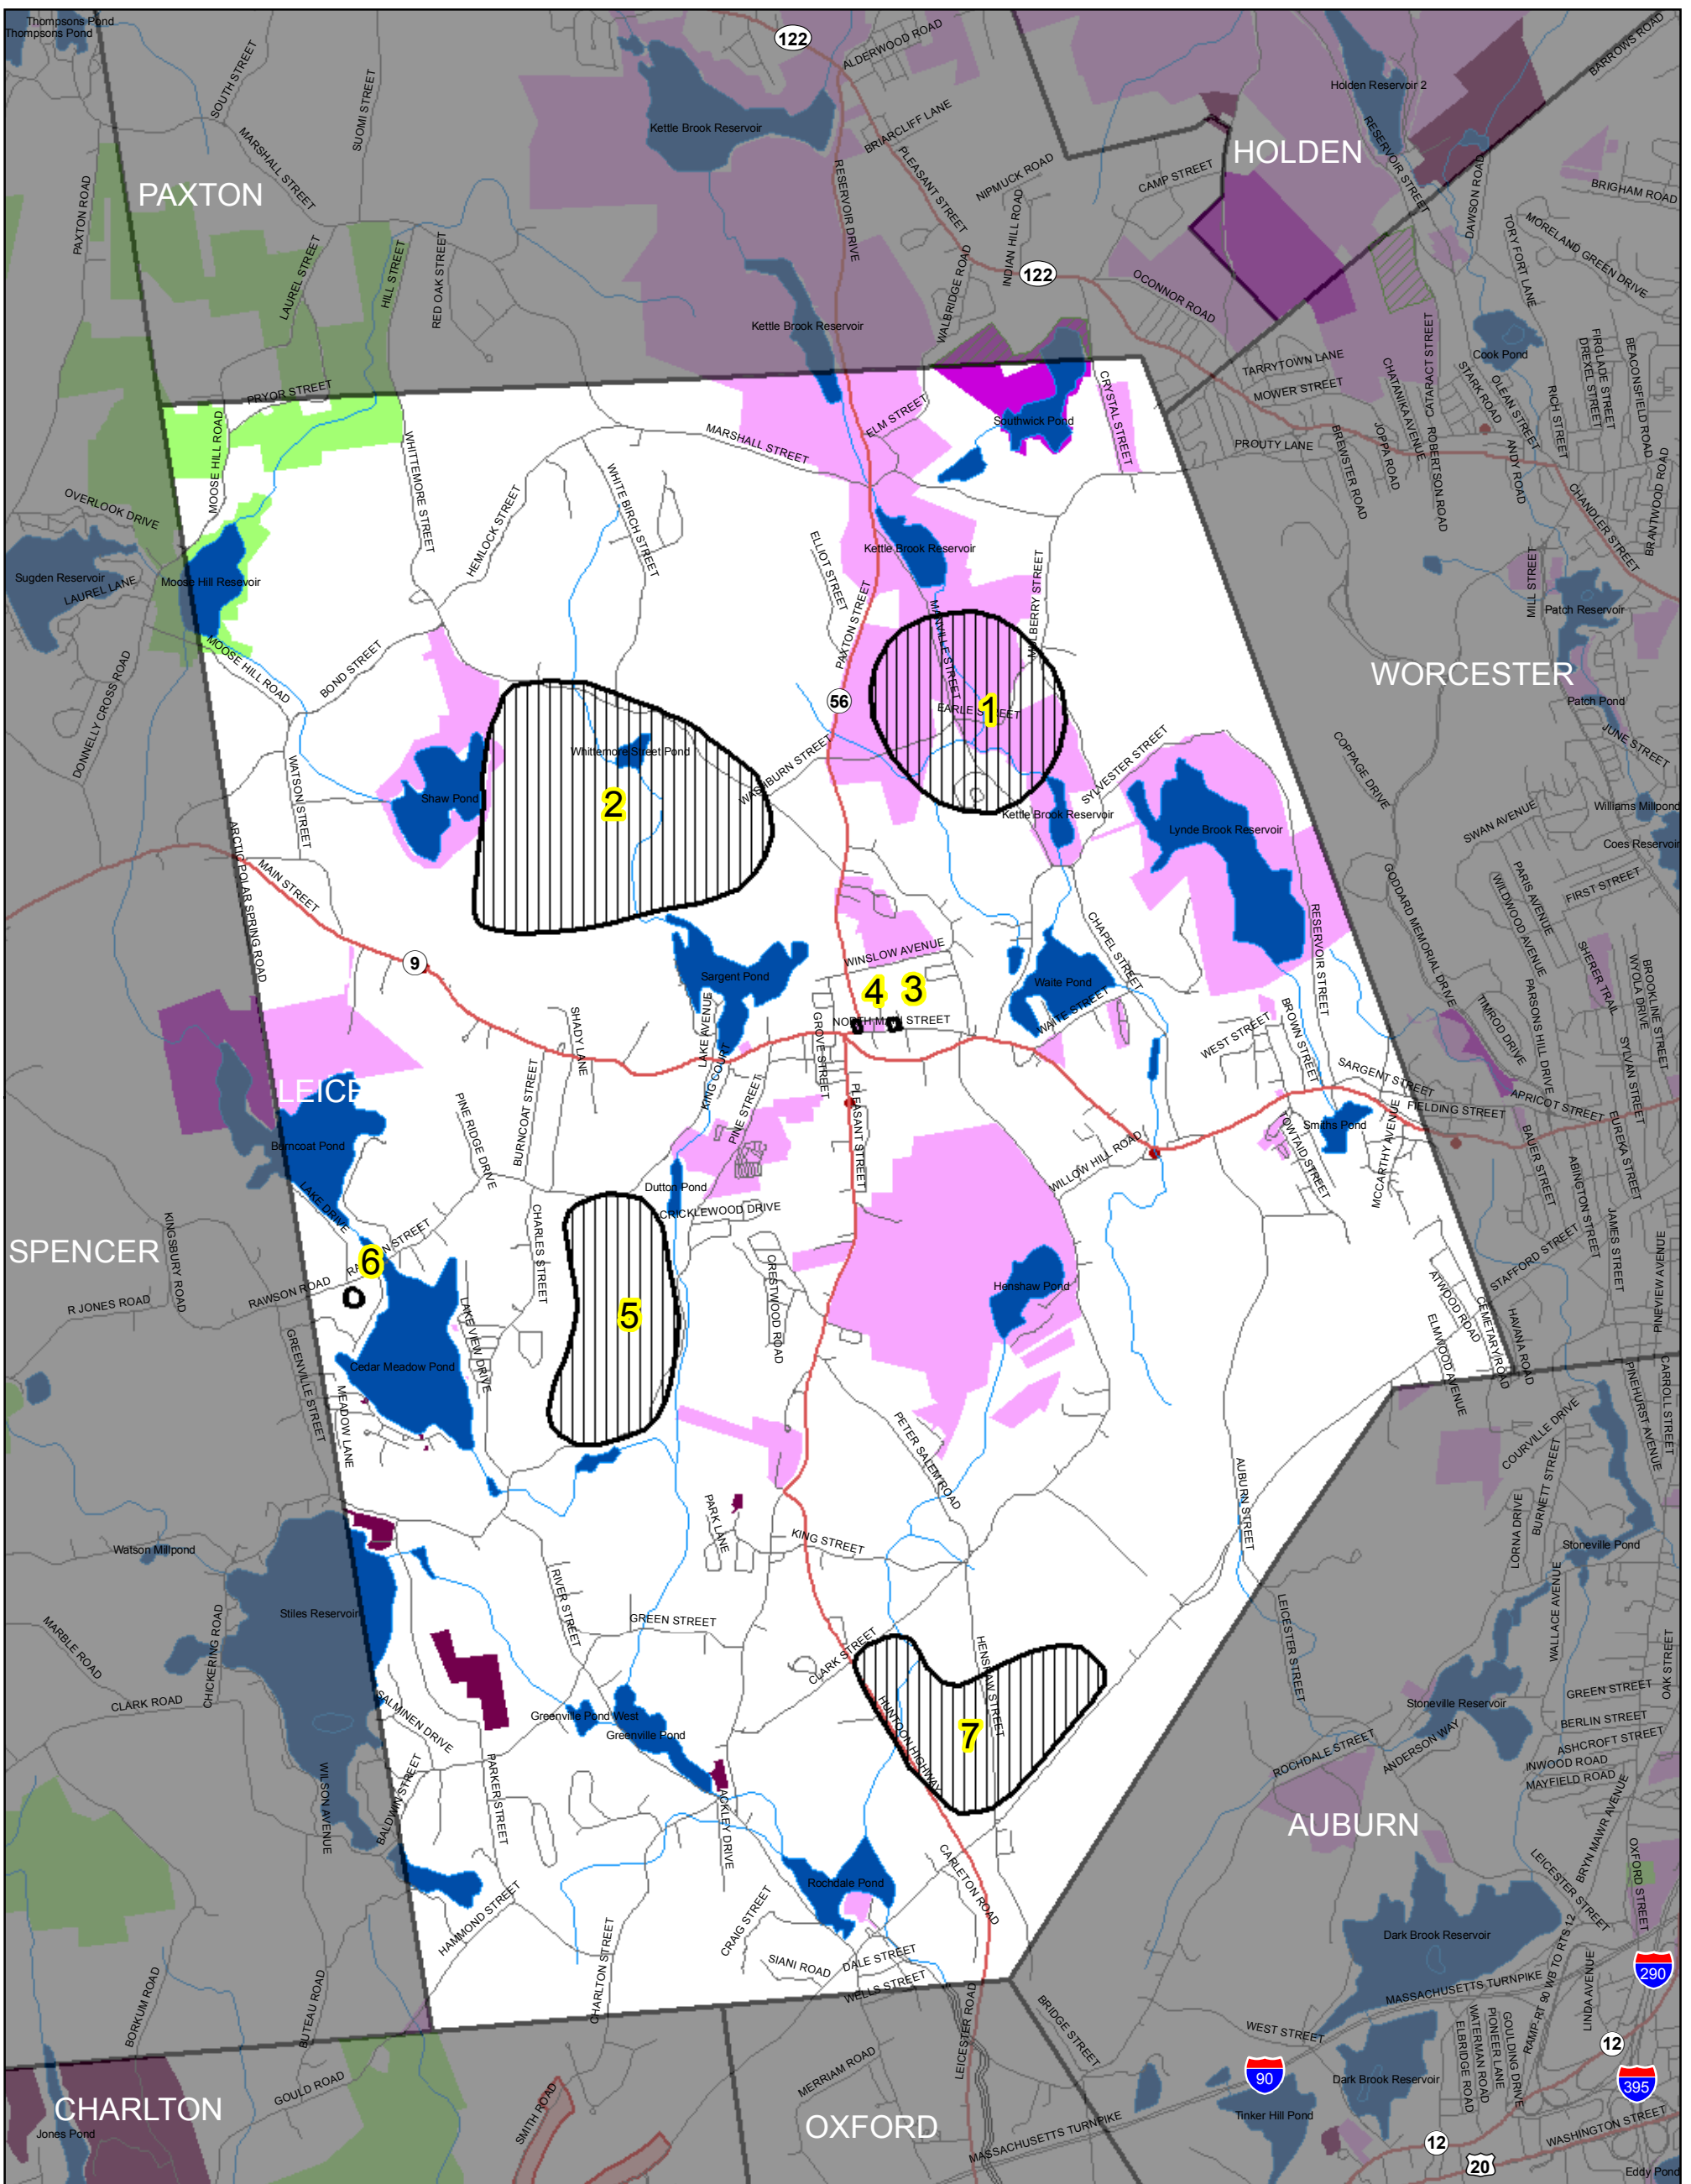 Thompsons Pond
Thompsons Pond
122
ALDERWOOD ROAD
BARROWS ROAD
SOUTH STREET
SUOMI STREET
Holden Reservoir 2
Kettle Brook Reservoir
BRIARCLIFF LANE
RESERVOIR STREET
MARSHALL STREET
PLEASANT STREET
HOLDEN
NIPMUCK ROAD
CAMP STREET
DAWSON ROAD
BRIGHAM ROAD
PAXTON
PAXTON ROAD
RESERVOIR DRIVE
INDIAN HILL ROAD
TORY FORT LANE
MORELAND GREEN DRIVE
LAUREL STREET
HILL STREET
RED OAK STREET
WALBRIDGE ROAD
122
OCONNOR ROAD
Kettle Brook Reservoir
Cook Pond
TARRYTOWN LANE
MOWER STREET
CHATANIKA AVENUE
CATARACT STREET
STARK ROAD
OLEAN STREET
RICH STREET
DREXEL STREET
FIRGLADE STREET
BEACONSFIELD ROAD
PRYOR STREET
CRYSTAL STREET
ELM STREET
Southwick Pond
MARSHALL STREET
MOOSE HILL ROAD
WHITTEMORE STREET
PROUTY LANE
BREWSTER ROAD
JOPPA ROAD
ROBERTSON ROAD
ANDY ROAD
CHANDLER STREET
BRANTWOOD ROAD
OVERLOOK DRIVE
HEMLOCK STREET
WHITE BIRCH STREET
ELLIOT STREET
Kettle Brook Reservoir
MULBERRY STREET
Sugden Reservoir
LAUREL LANE
Moose Hill Resevoir
MILL STREET
Patch Reservoir
PAXTON STREET
MANVILLE STREET
MOOSE HILL ROAD
BOND STREET
DONNELLY CROSS ROAD
WORCESTER
Patch Pond
56
EARLE STREET
1
JUNE STREET
COPPAGE DRIVE
WATSON STREET
Whittemore Street Pond
WASHBURN STREET
SYLVESTER STREET
Shaw Pond
2
Kettle Brook Reservoir
Lynde Brook Reservoir
Williams Millpond
SWAN AVENUE
Coes Reservoir
ARCTIC POLAR SPRING ROAD
MAIN STREET
FIRST STREET
PARIS AVENUE
WILDWOOD AVENUE
GODDARD MEMORIAL DRIVE
RESERVOIR STREET
CHAPEL STREET
9
WINSLOW AVENUE
Sargent Pond
Waite Pond
SHERER TRAIL
WYOLA DRIVE
BROOKLINE STREET
PARSONS HILL DRIVE
TIMROD DRIVE
4
3
LAKE AVENUE
GROVE STREET
NORTH MAIN STREET
WAITE STREET
WEST STREET
BROWN STREET
SHADY LANE
SYLVAN STREET
SARGENT STREET
APRICOT STREET
FIELDING STREET
KING COURT
PINE STREET
PLEASANT STREET
BURNCOAT STREET
PINE RIDGE DRIVE
Burncoat Pond
Smiths Pond
TOWTAID STREET
MCCARTHY AVENUE
BAUER STREET
EUREKA STREET
ABINGTON STREET
WILLOW HILL ROAD
Dutton Pond
CRICKLEWOOD DRIVE
LAKE DRIVE
CHARLES STREET
SPENCER
KINGSBURY ROAD
JAMES STREET
STAFFORD STREET
PINEVIEW AVENUE
6
RAWSON ROAD
R JONES ROAD
CRESTWOOD ROAD
Henshaw Pond
5
LAKE VIEW DRIVE
GREENVILLE STREET
Cedar Meadow Pond
ATWOOD ROAD
CEMETARY ROAD
HAVANA ROAD
ELMWOOD AVENUE
MEADOW LANE
PINEHURST AVENUE
CARROLL STREET
COURVILLE DRIVE
PETER SALEM ROAD
AUBURN STREET
BURNETT STREET
LORNA DRIVE
PARK LANE
KING STREET
Watson Millpond
Stoneville Pond
Stiles Reservoir
RIVER STREET
GREEN STREET
WALLACE AVENUE
LEICESTER STREET
MARBLE ROAD
CHICKERING ROAD
CLARK STREET
HENSHAW STREET
OAK STREET
CLARK ROAD
SALMINEN DRIVE
GREEN STREET
Stoneville Reservoir
Greenville Pond West
Greenville Pond
HUNTOON HIGHWAY
7
BERLIN STREET
ASHCROFT STREET
INWOOD ROAD
MAYFIELD ROAD
ROCHDALE STREET
ANDERSON WAY
WILSON AVENUE
BALDWIN STREET
PARKER STREET
ACKLEY DRIVE
AUBURN
BRYN MAWR AVENUE
OXFORD STREET
LEICESTER STREET
CARLETON ROAD
Rochdale Pond
HAMMOND STREET
CRAIG STREET
CHARLTON STREET
SIANI ROAD
DALE STREET
WELLS STREET
Dark Brook Reservoir
RAMP-RT 90 WB TO RTS 12
290
MASSACHUSETTS TURNPIKE
LINDA AVENUE
BORKUM ROAD
BUTEAU ROAD
LEICESTER ROAD
BRIDGE STREET
WEST STREET
GOULDING DRIVE
PIONEER LANE
WATERMAN ROAD
ELBRIDGE ROAD
12
90
Dark Brook Reservoir
395
MERRIAM ROAD
GOULD ROAD
SMITH ROAD
CHARLTON
Jones Pond
OXFORD
Tinker Hill Pond
MASSACHUSETTS TURNPIKE
WASHINGTON STREET
12
20
Eddy Pond